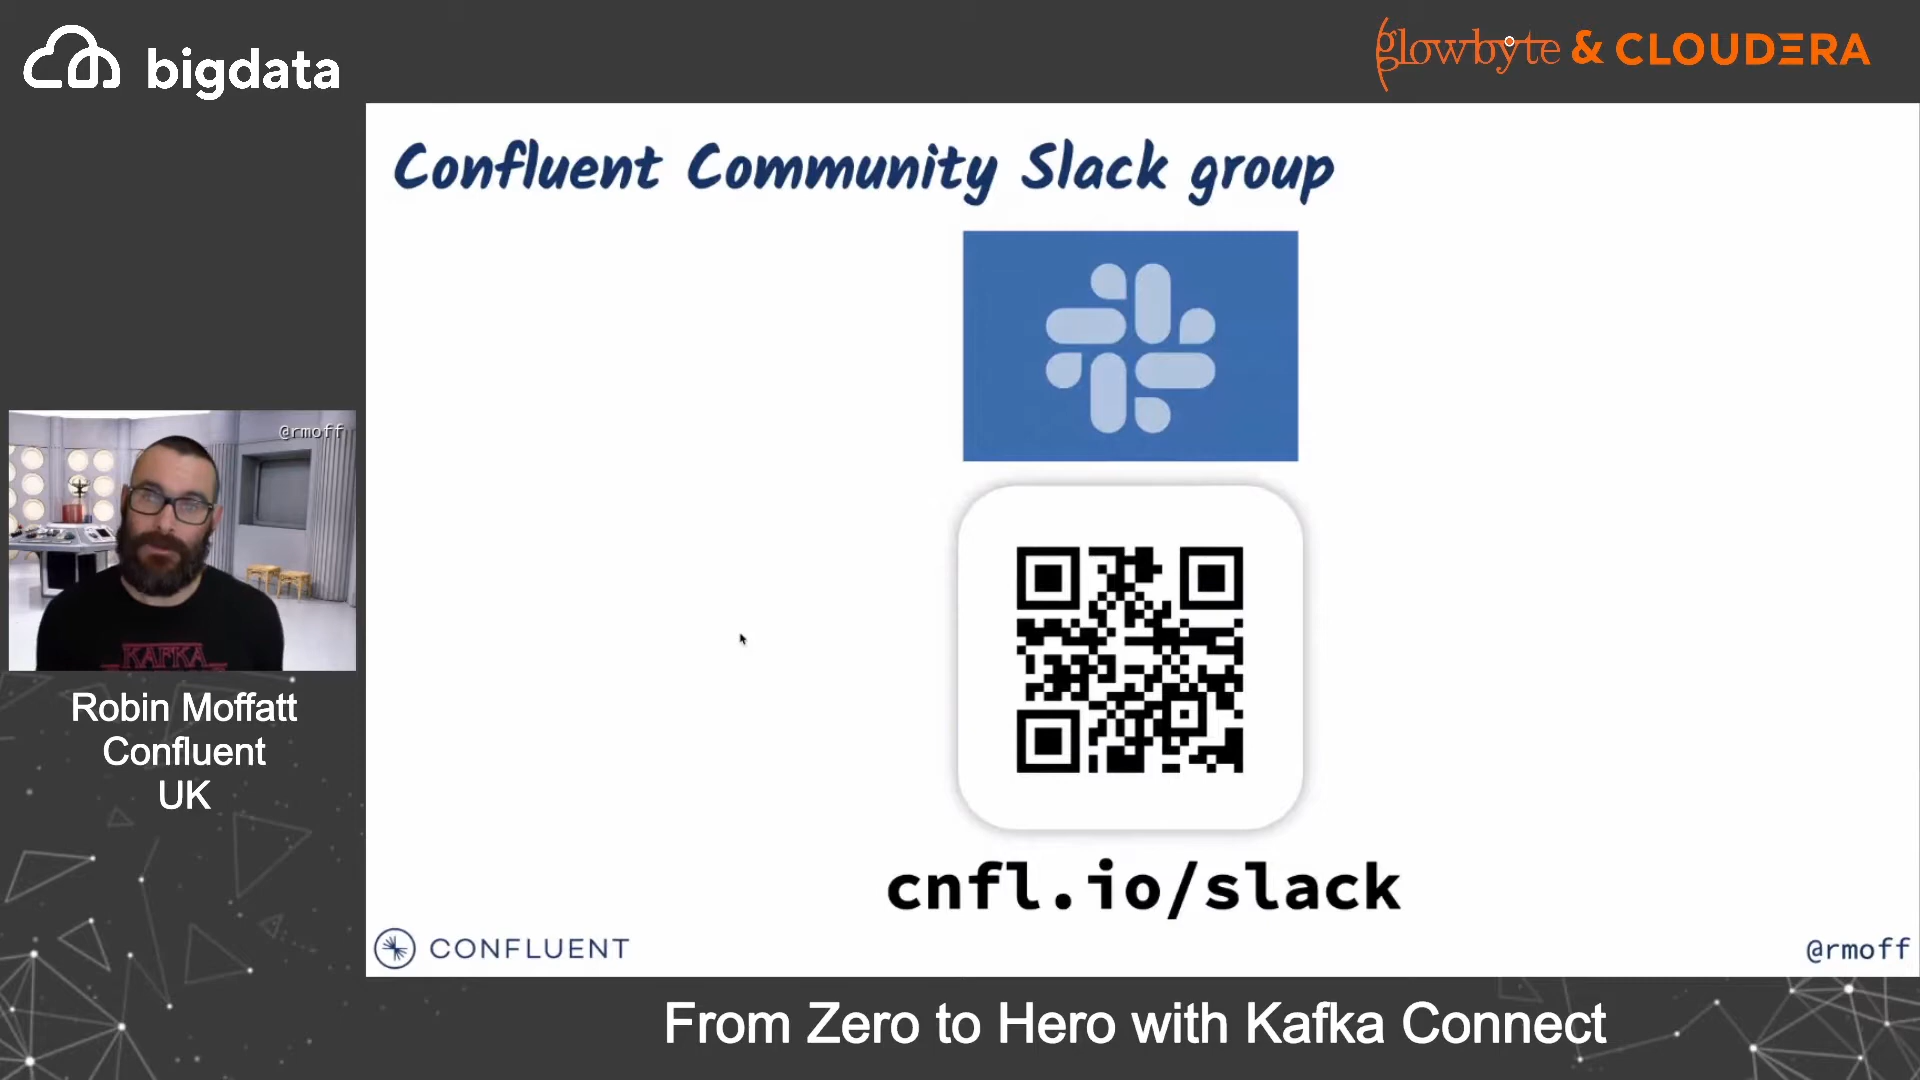 bigdata
glowbyte & CLOUDERA
Confluent Community Slack group
@rmoff
KAFKA
Robin Moffatt
Confluent
UK
cnfl.io/slack
CONFLUENT
@rmoff
From Zero to Hero with Kafka Connect